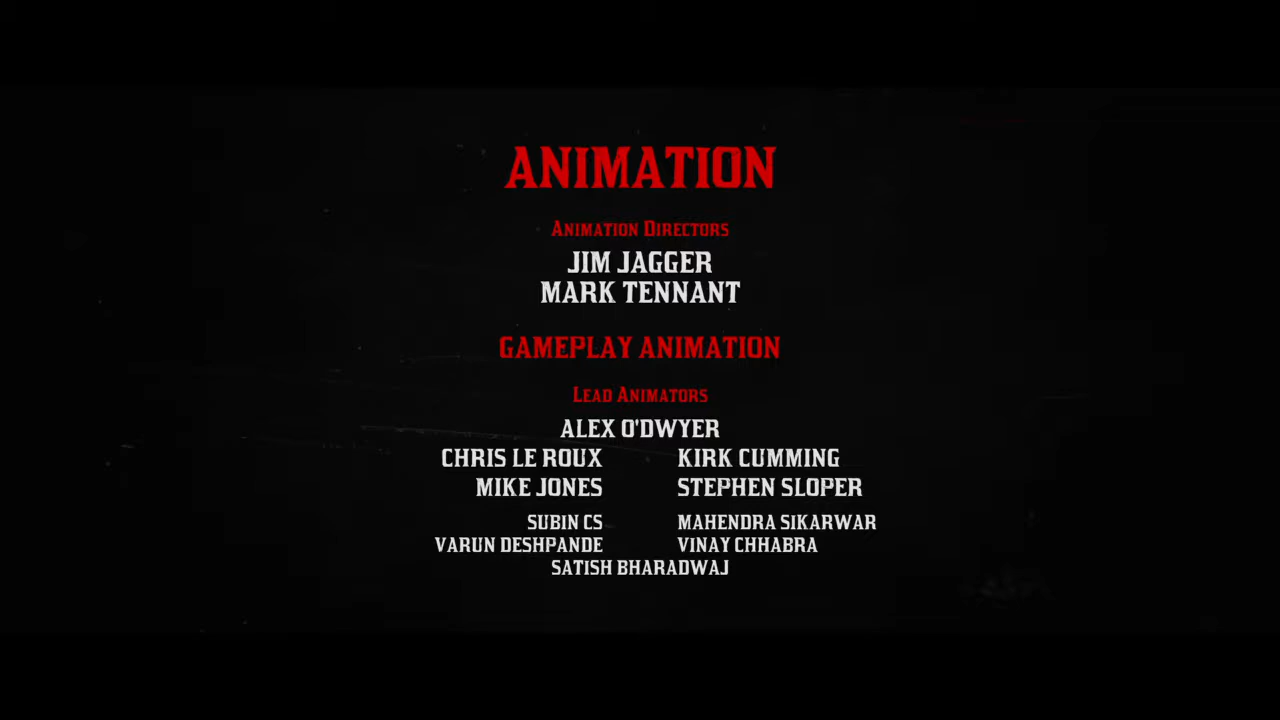 ANIMATION
Animation Directors
JIM JAGGER
MARK TENNANT
GAMEPLAY ANIMATION
Lead Animators
ALEX O'DWYER
CHRIS LE ROUX KIRK CUMMING
MIKE JONES STEPHEN SLOPER
SUBIN CS MAHENDRA SIKARWAR
VARUN DESHPANDE VINAY CHHABRA
SATISH BHARADWAJ